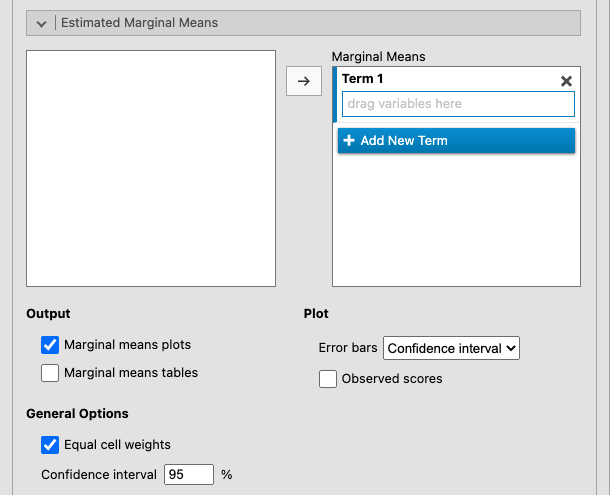 Estimated Marginal Means
Marginal Means
Term 1
drag variables here
Add New Term
Output
Plot
Marginal means plots
Error bars Confidence interval
Marginal means tables
Observed scores
General Options
Equal cell weights
Confidence interval 95 %